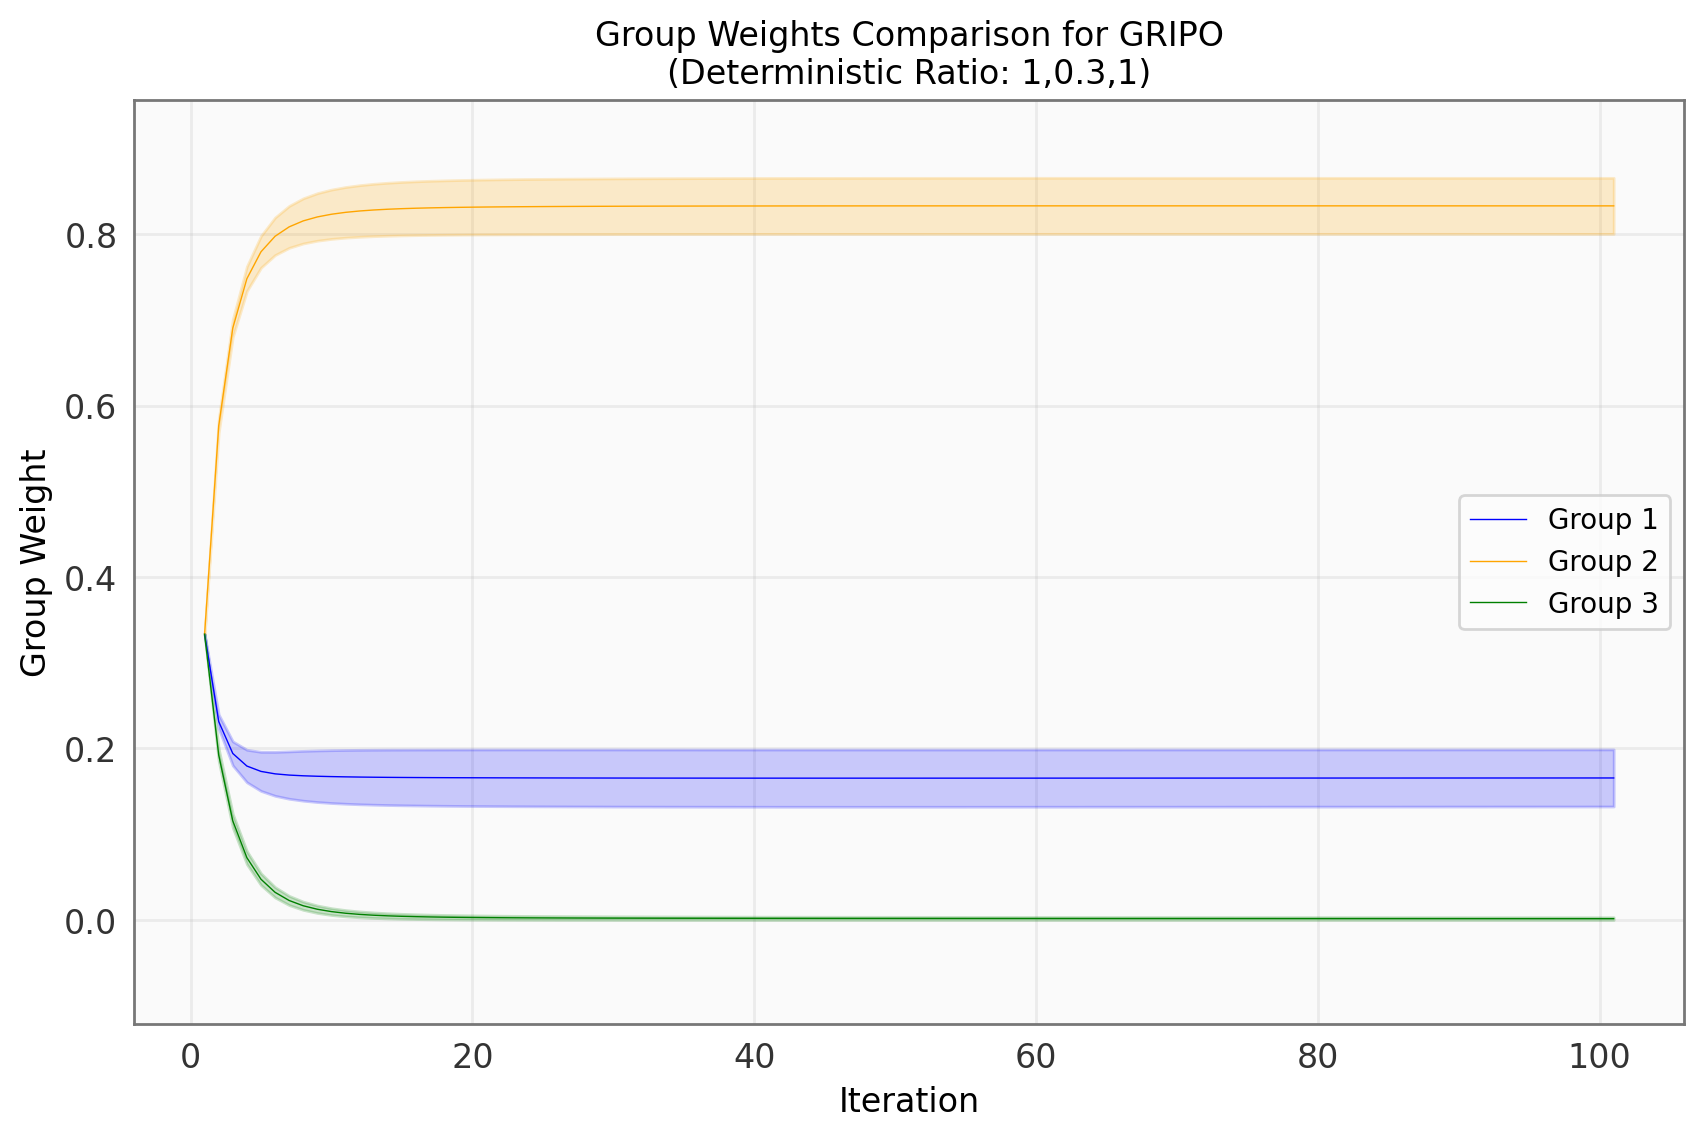 Group Weights Comparison for GRIPO
(Deterministic Ratio: 1,0.3,1)
Group Weight
0.8
0.6
0.4
0.2
0.0
Group 1
Group 2
Group 3
0 20 40 60 80 100
Iteration